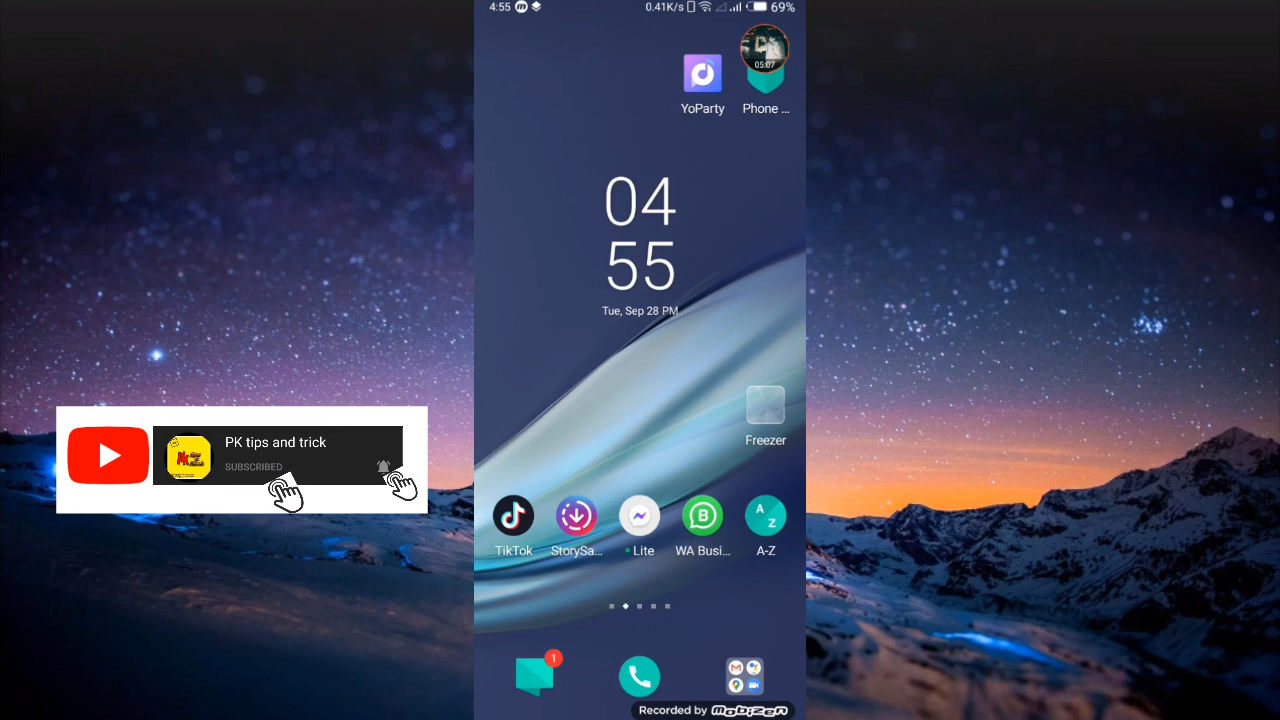 4:55
0.41K/s
69%
05:07
YoParty
Phone ...
04
55
Tue, Sep 28 PM
Freezer
PK tips and trick
SUBSCRIBED
A
Z
TikTok
StorySa...
Lite
WA Busi...
A-Z
1
Recorded by mobizen